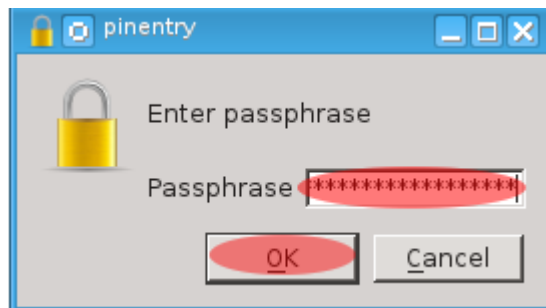 pinentry
Enter passphrase
Passphrase *****************
OK Cancel